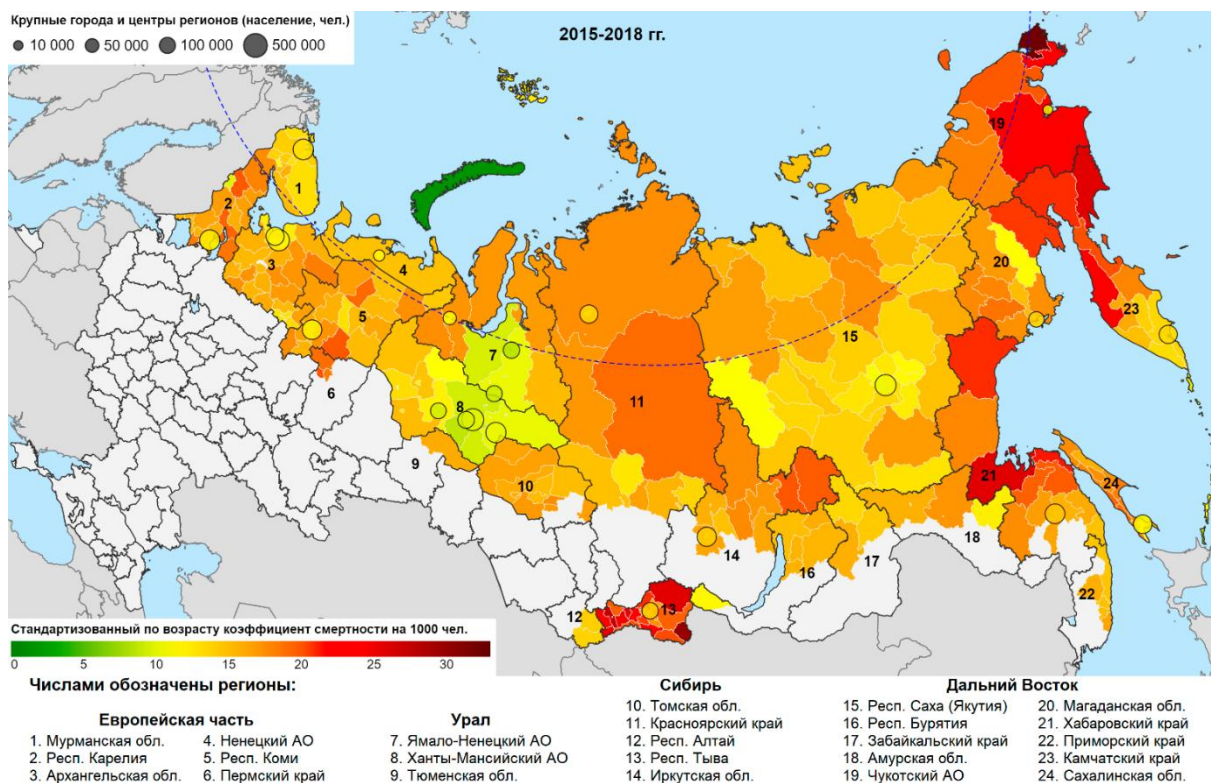 Крупные города и центры регионов (население, чел.)
10 000 50 000 100 000 500 000
2015-2018 гг.
1
2
3
4
5
6
7
8
9
10
11
12
13
14
15
16
17
18
19
20
21
22
23
24
Стандартизованный по возрасту коэффициент смертности на 1000 чел.
0 5 10 15 20 25 30
Числами обозначены регионы:
Европейская часть
1. Мурманская обл. 4. Ненецкий АО
2. Респ. Карелия 5. Респ. Коми
3. Архангельская обл. 6. Пермский край
Урал
7. Ямало-Ненецкий АО
8. Ханты-Мансийский АО
9. Тюменская обл.
Сибирь
10. Томская обл.
11. Красноярский край
12. Респ. Алтай
13. Респ. Тыва
14. Иркутская обл.
Дальний Восток
15. Респ. Саха (Якутия) 20. Магаданская обл.
16. Респ. Бурятия 21. Хабаровский край
17. Забайкальский край 22. Приморский край
18. Амурская обл. 23. Камчатский край
19. Чукотский АО 24. Сахалинская обл.